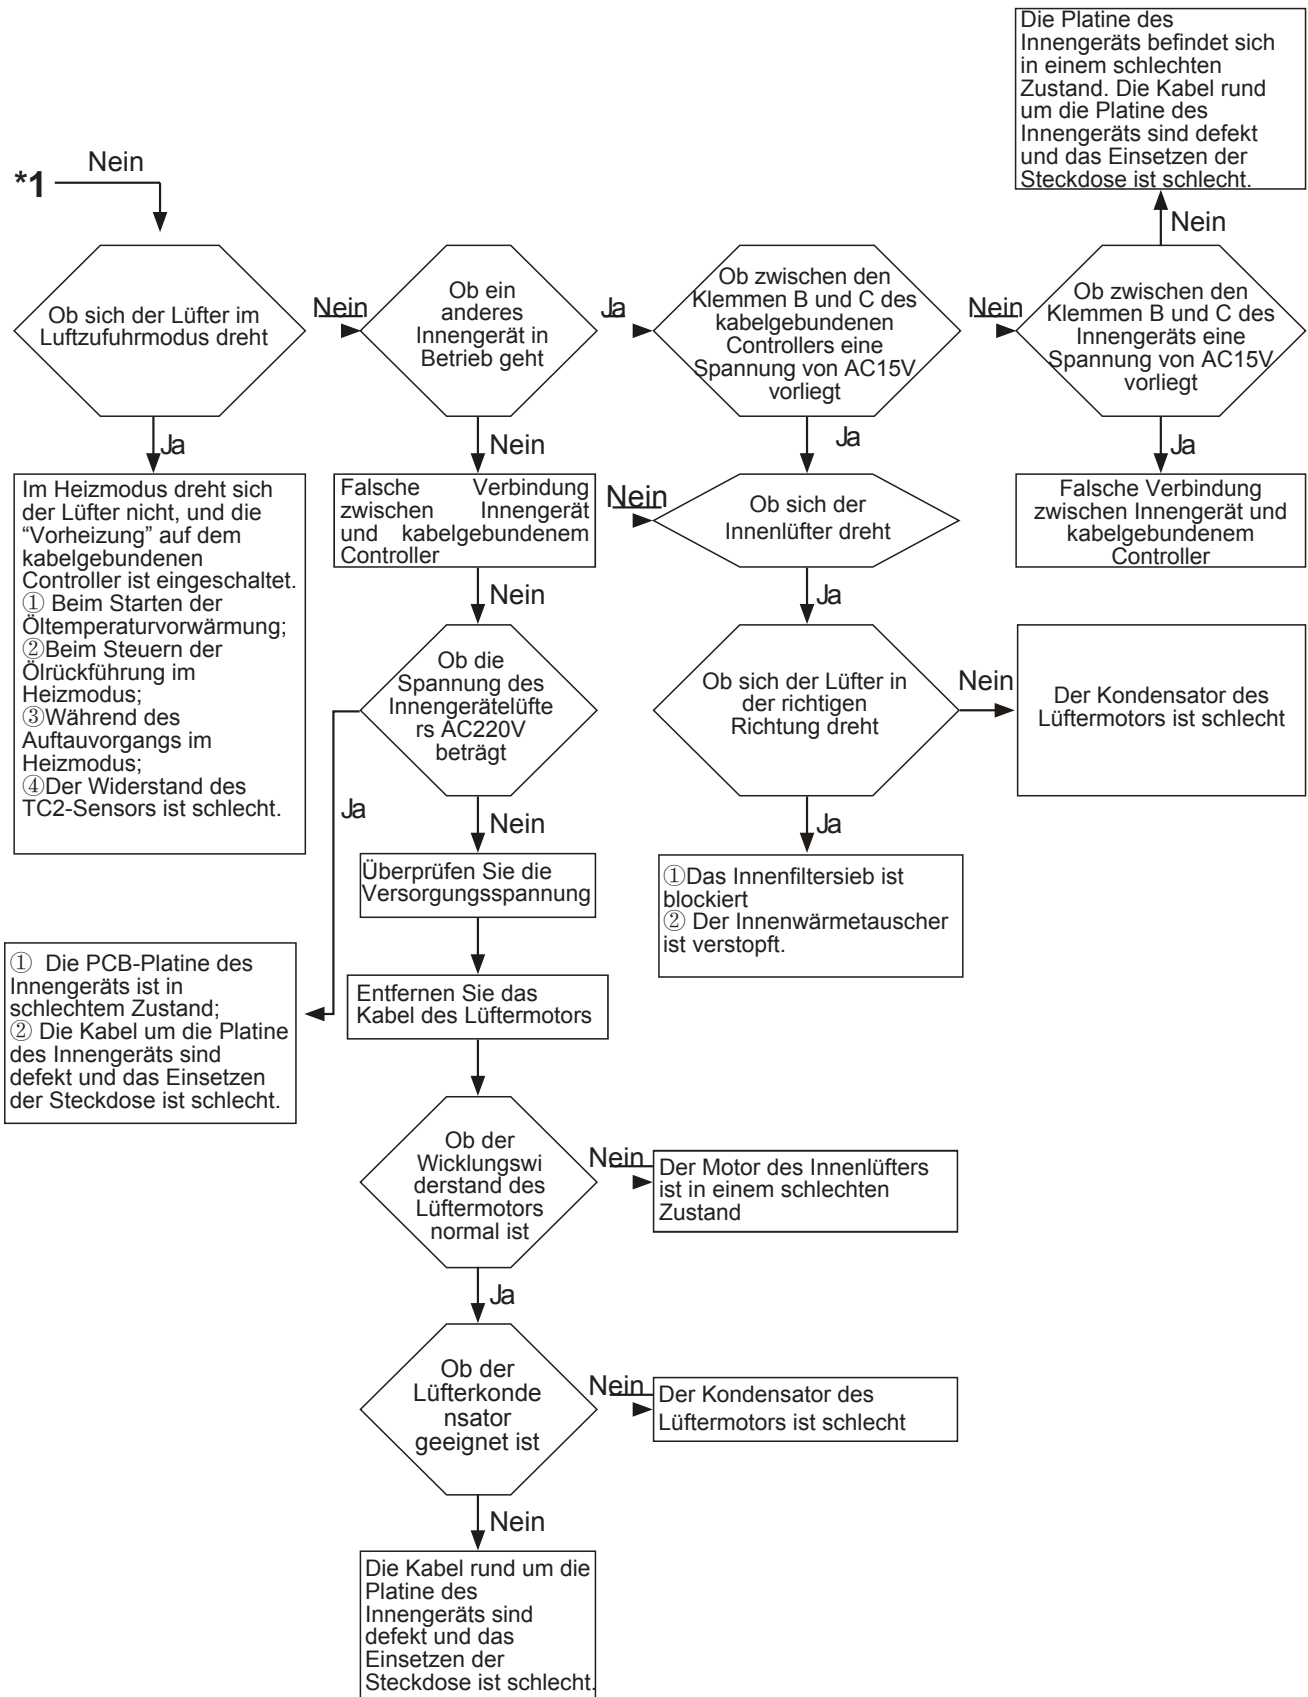 Die Platine des
Innengeräts befindet sich
in einem schlechten
Zustand. Die Kabel rund
um die Platine des
Innengeräts sind defekt
und das Einsetzen der
Steckdose ist schlecht.
*1
Nein
Nein
Ob sich der Lüfter im
Luftzufuhrmodus dreht
Nein
Ob ein
anderes
Innengerät in
Betrieb geht
Ja
Ob zwischen den
Klemmen B und C des
kabelgebundenen
Controllers eine
Spannung von AC15V
vorliegt
Nein
Ob zwischen den
Klemmen B und C des
Innengeräts eine
Spannung von AC15V
vorliegt
Ja
Nein
Ja
Ja
Im Heizmodus dreht sich
der Lüfter nicht, und die
“Vorheizung” auf dem
kabelgebundenen
Controller ist eingeschaltet.
① Beim Starten der
Öltemperaturvorwärmung;
②Beim Steuern der
Ölrückführung im
Heizmodus;
③Während des
Auftauvorgangs im
Heizmodus;
④Der Widerstand des
TC2-Sensors ist schlecht.
Falsche Verbindung
zwischen Innengerät
und kabelgebundenem
Controller
Nein
Ob sich der
Innenlüfter dreht
Falsche Verbindung
zwischen Innengerät und
kabelgebundenem
Controller
Nein
Ja
Ob die
Spannung des
Innengerätelüfte
rs AC220V
beträgt
Ob sich der Lüfter in
der richtigen
Richtung dreht
Nein
Der Kondensator des
Lüftermotors ist schlecht
Ja
Nein
Ja
Überprüfen Sie die
Versorgungsspannung
①Das Innenfiltersieb ist
blockiert
② Der Innenwärmetauscher
ist verstopft.
① Die PCB-Platine des
Innengeräts ist in
schlechtem Zustand;
② Die Kabel um die Platine
des Innengeräts sind
defekt und das Einsetzen
der Steckdose ist schlecht.
Entfernen Sie das
Kabel des Lüftermotors
Ob der
Wicklungswi
derstand des
Lüftermotors
normal ist
Nein
Der Motor des Innenlüfters
ist in einem schlechten
Zustand
Ja
Ob der
Lüfterkonde
nsator
geeignet ist
Nein
Der Kondensator des
Lüftermotors ist schlecht
Nein
Die Kabel rund um die
Platine des
Innengeräts sind
defekt und das
Einsetzen der
Steckdose ist schlecht.